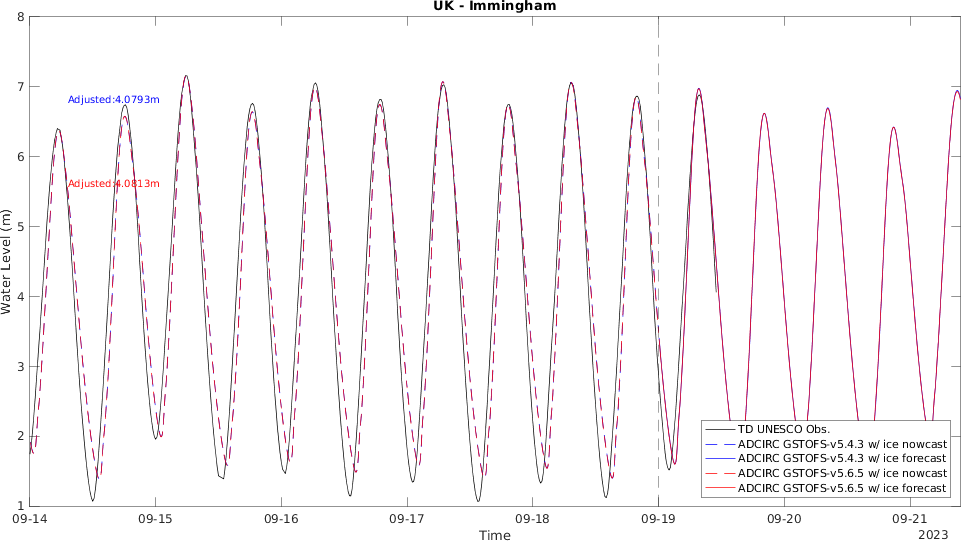 UK - Immingham
8
7
6
5
4
3
2
1
Water Level (m)
Adjusted:4.0793m
Adjusted:4.0813m
TD UNESCO Obs.
ADCIRC GSTOFS-v5.4.3 w/ ice nowcast
ADCIRC GSTOFS-v5.4.3 w/ ice forecast
ADCIRC GSTOFS-v5.6.5 w/ ice nowcast
ADCIRC GSTOFS-v5.6.5 w/ ice forecast
09-14 09-15 09-16 09-17 09-18 09-19 09-20 09-21
Time
2023